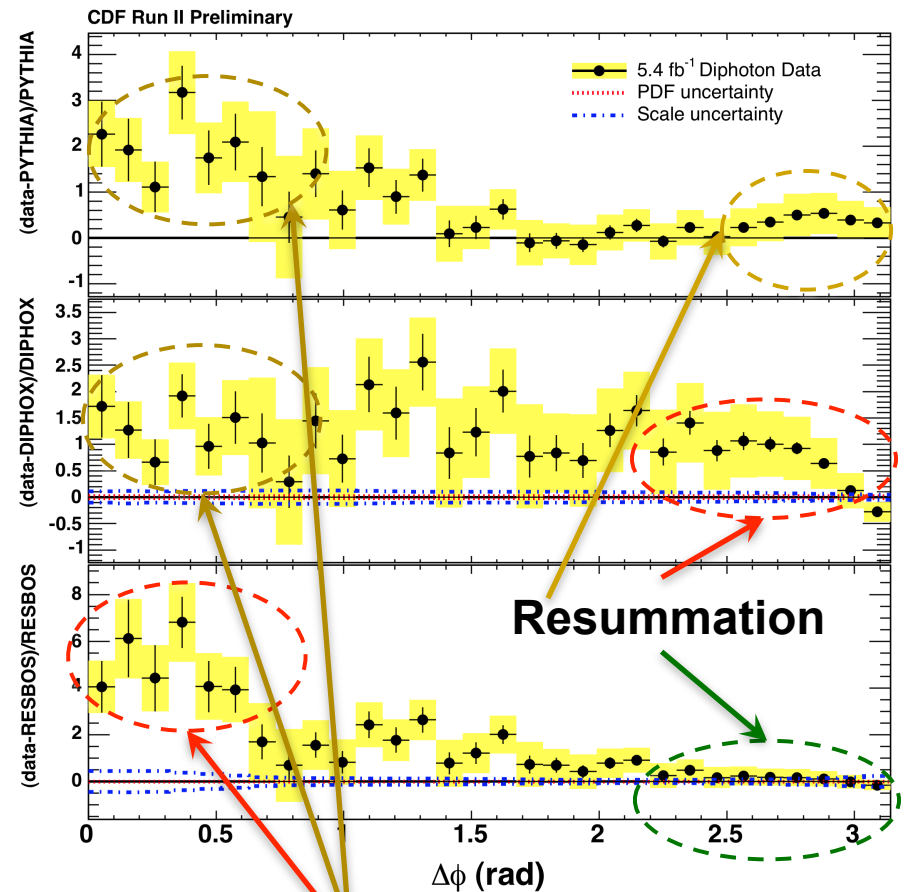 CDF Run II Preliminary
(data-PYTHIA)/PYTHIA
4
3
2
1
0
-1
5.4 fb⁻¹ Diphoton Data
PDF uncertainty
Scale uncertainty
(data-DIPHOX)/DIPHOX
3.5
3
2.5
2
1.5
1
0.5
0
-0.5
-1
(data-RESBOS)/RESBOS
8
6
4
2
0
Resummation
0 0.5 1 1.5 2 2.5 3
Δϕ (rad)